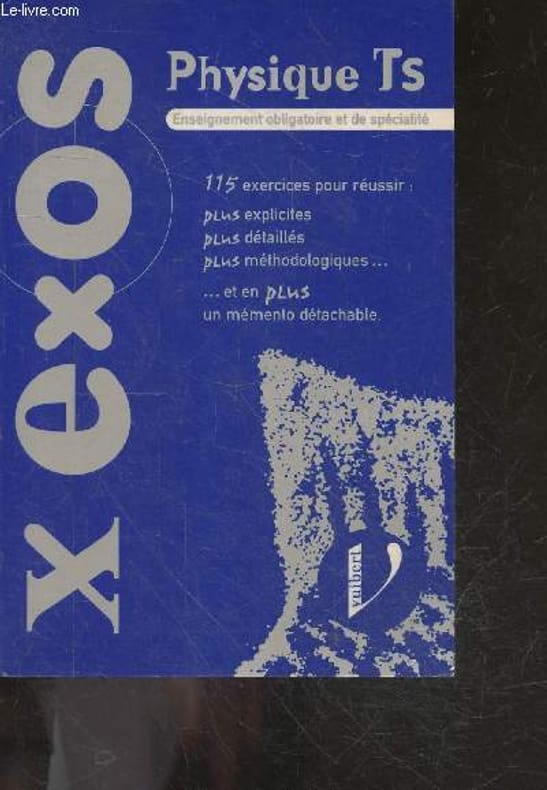 Le-livre.com
x exos
Physique Ts
Enseignement obligatoire et de spécialité
115 exercices pour réussir :
plus explicites
plus détaillés
plus méthodologiques ...
... et en plus
un mémento détachable.
vuibert